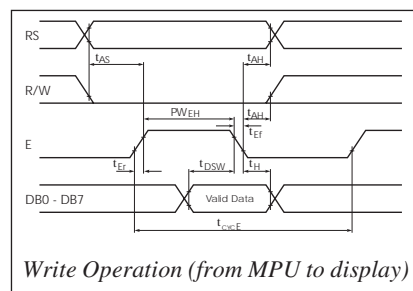 RS
tAS
tAH
R/W
PWEH
tAH
tEf
E
tEr
tDSW
tH
DB0 - DB7
Valid Data
tCYCE
Write Operation (from MPU to display)